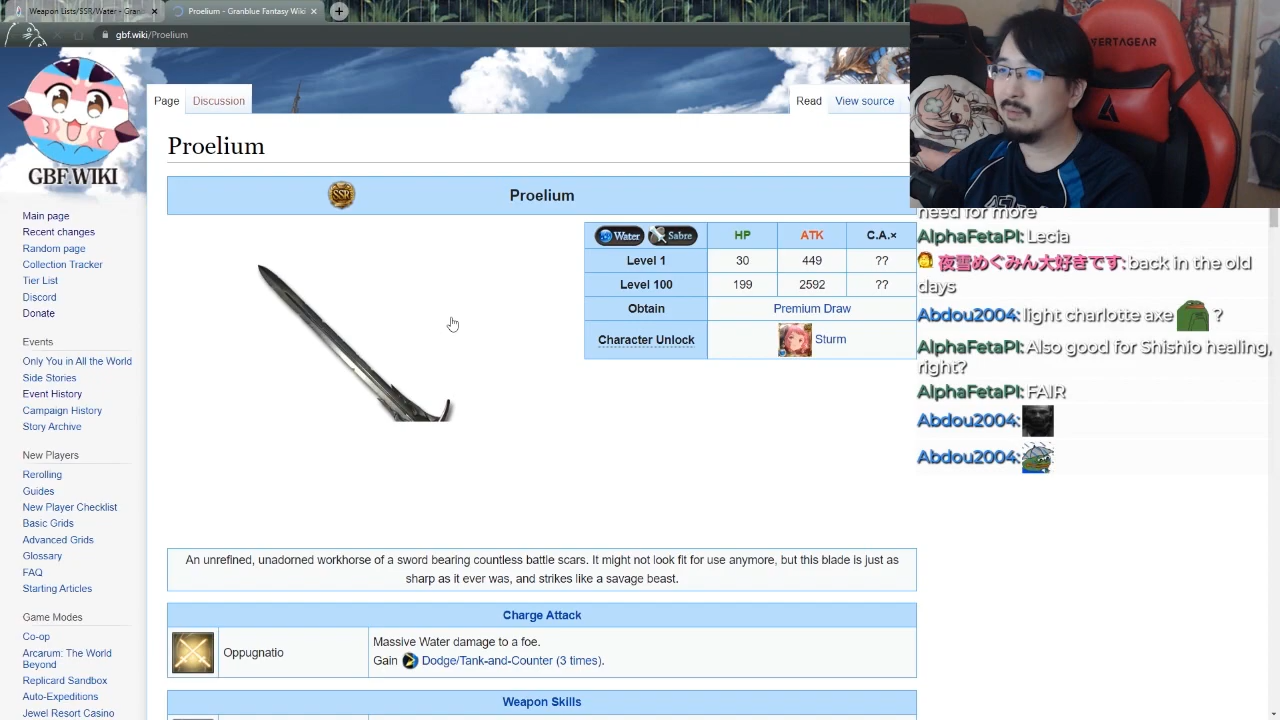 Weapon Lists/SSR/Water - Gran
Proelium - Granblue Fantasy Wiki
gbf.wiki/Proelium
GBF.WIKI
Main page
Recent changes
Random page
Collection Tracker
Tier List
Discord
Donate
Events
Only You in All the World
Side Stories
Event History
Campaign History
Story Archive
New Players
Rerolling
Guides
New Player Checklist
Basic Grids
Advanced Grids
Glossary
FAQ
Starting Articles
Game Modes
Co-op
Arcarum: The World
Beyond
Replicard Sandbox
Auto-Expeditions
Jewel Resort Casino
Page
Discussion
Read
View source
Proelium
SSR
Proelium
Water Sabre HP ATK C.A.×
Level 1 30 449 ??
Level 100 199 2592 ??
Obtain Premium Draw
Character Unlock Sturm
An unrefined, unadorned workhorse of a sword bearing countless battle scars. It might not look fit for use anymore, but this blade is just as
sharp as it ever was, and strikes like a savage beast.
Charge Attack
Oppugnatio
Massive Water damage to a foe.
Gain Dodge/Tank-and-Counter (3 times).
Weapon Skills
VERTAGEAR
need for more
AlphaFetaPI: Lecia
夜雪めぐみん大好きです: back in the old
days
Abdou2004: light charlotte axe ?
AlphaFetaPI: Also good for Shishio healing,
right?
AlphaFetaPI: FAIR
Abdou2004:
Abdou2004: